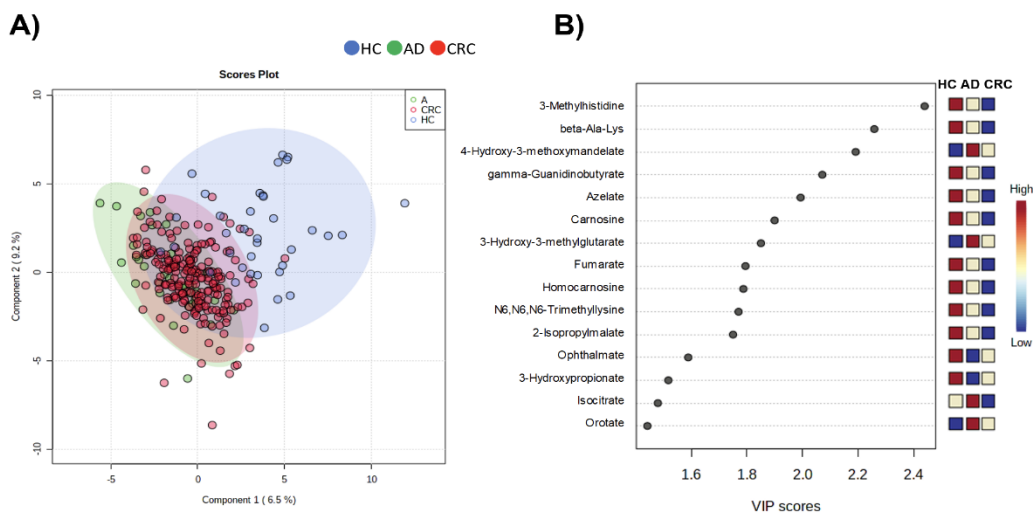 A)
HC AD CRC
Scores Plot
A
CRC
HC
Component 2 ( 9.2 %)
10
5
0
-5
-10
-5 0 5 10
Component 1 ( 6.5 %)
B)
HC AD CRC
3-Methylhistidine
beta-Ala-Lys
4-Hydroxy-3-methoxymandelate
gamma-Guanidinobutyrate
Azelate
Carnosine
3-Hydroxy-3-methylglutarate
Fumarate
Homocarnosine
N6,N6,N6-Trimethyllysine
2-Isopropylmalate
Ophthalmate
3-Hydroxypropionate
Isocitrate
Orotate
1.6 1.8 2.0 2.2 2.4
VIP scores
High
Low